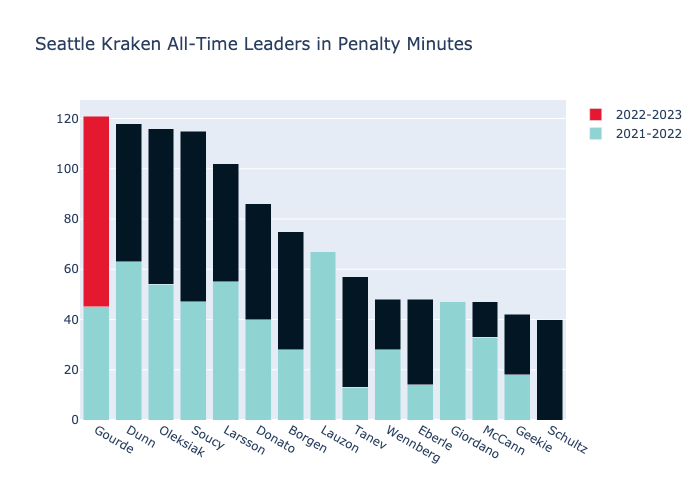 Seattle Kraken All-Time Leaders in Penalty Minutes
2022-2023
2021-2022
120
100
80
60
40
20
0
Gourde
Dunn
Oleksiak
Soucy
Larsson
Donato
Borgen
Lauzon
Tanev
Wennberg
Eberle
Giordano
McCann
Geekie
Schultz